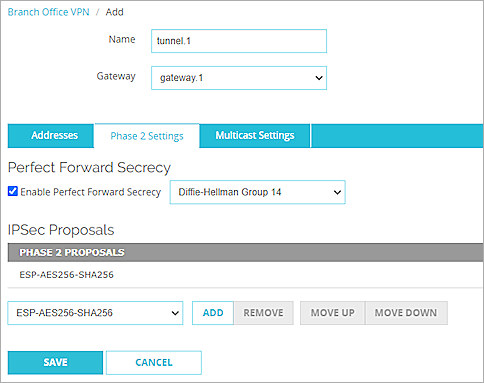 Branch Office VPN / Add
Name tunnel.1
Gateway gateway.1
Addresses Phase 2 Settings Multicast Settings
Perfect Forward Secrecy
Enable Perfect Forward Secrecy Diffie-Hellman Group 14
IPSec Proposals
PHASE 2 PROPOSALS
ESP-AES256-SHA256
ESP-AES256-SHA256 ADD REMOVE MOVE UP MOVE DOWN
SAVE CANCEL